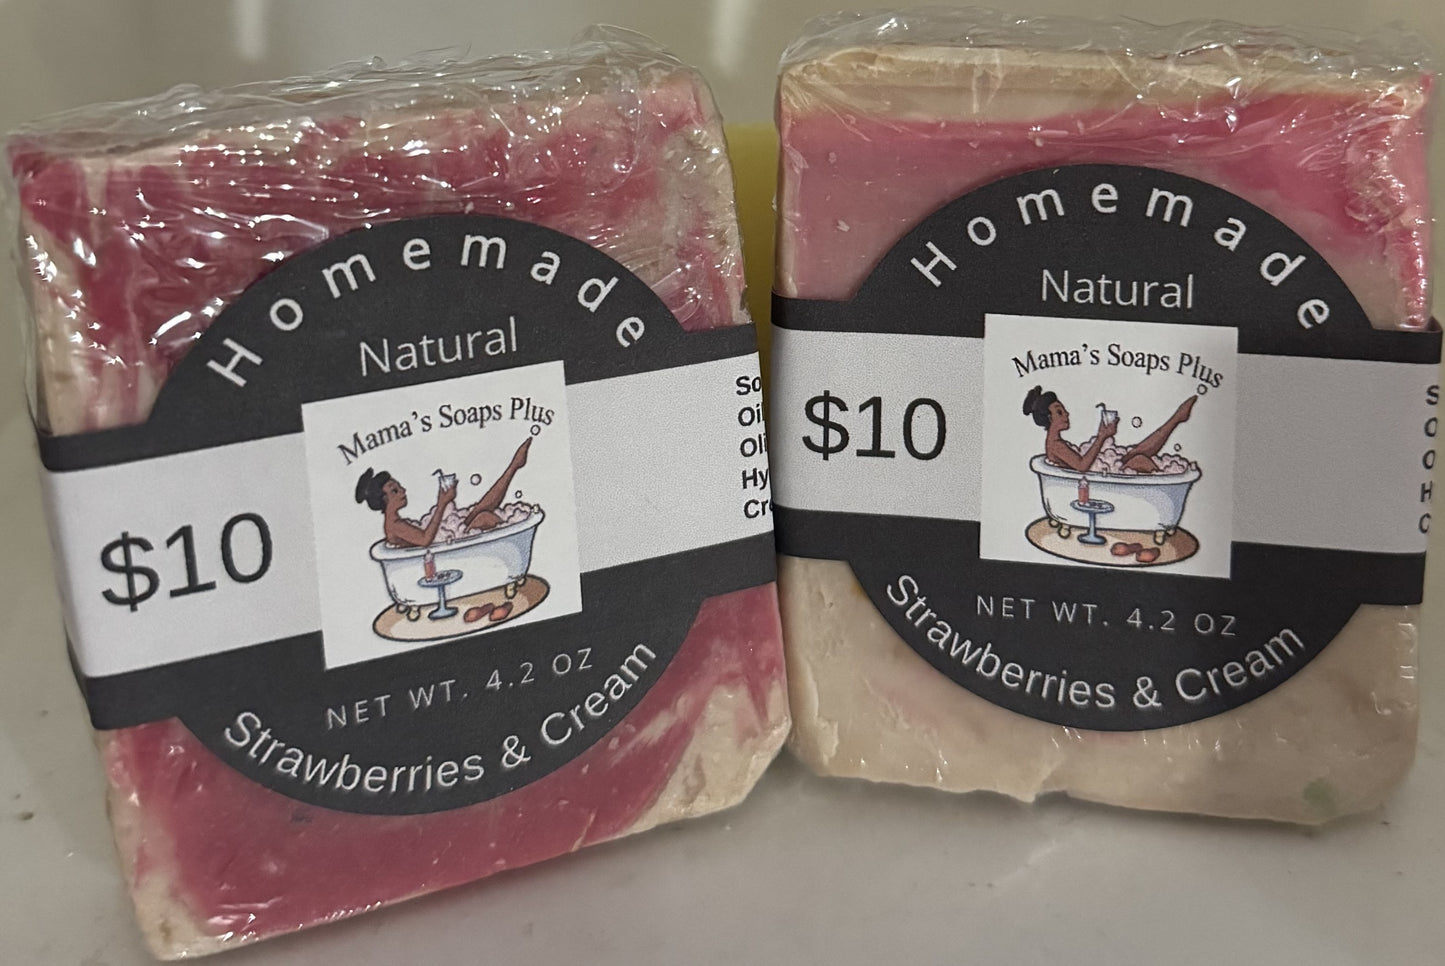 Homemade
Natural
Mama's Soaps Plus
$10
NET WT. 4.2 OZ
Strawberries & Cream
Homemade
Natural
Mama's Soaps Plus
$10
NET WT. 4.2 OZ
Strawberries & Cream